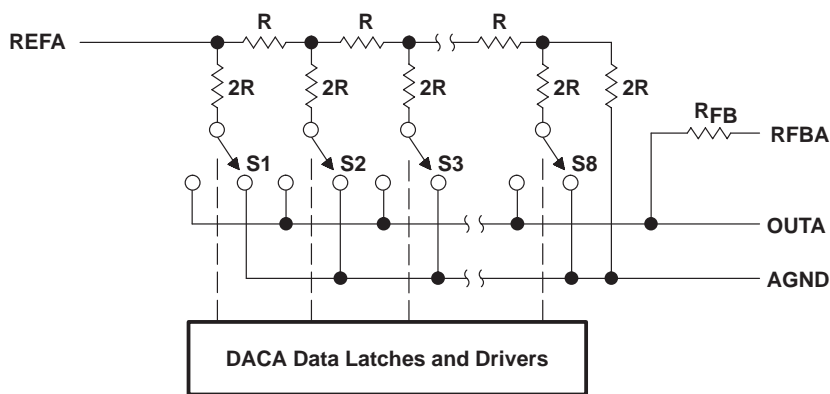 R R R
REFA
2R 2R 2R 2R 2R
RFB
RFBA
S1 S2 S3 S8
OUTA
AGND
DACA Data Latches and Drivers